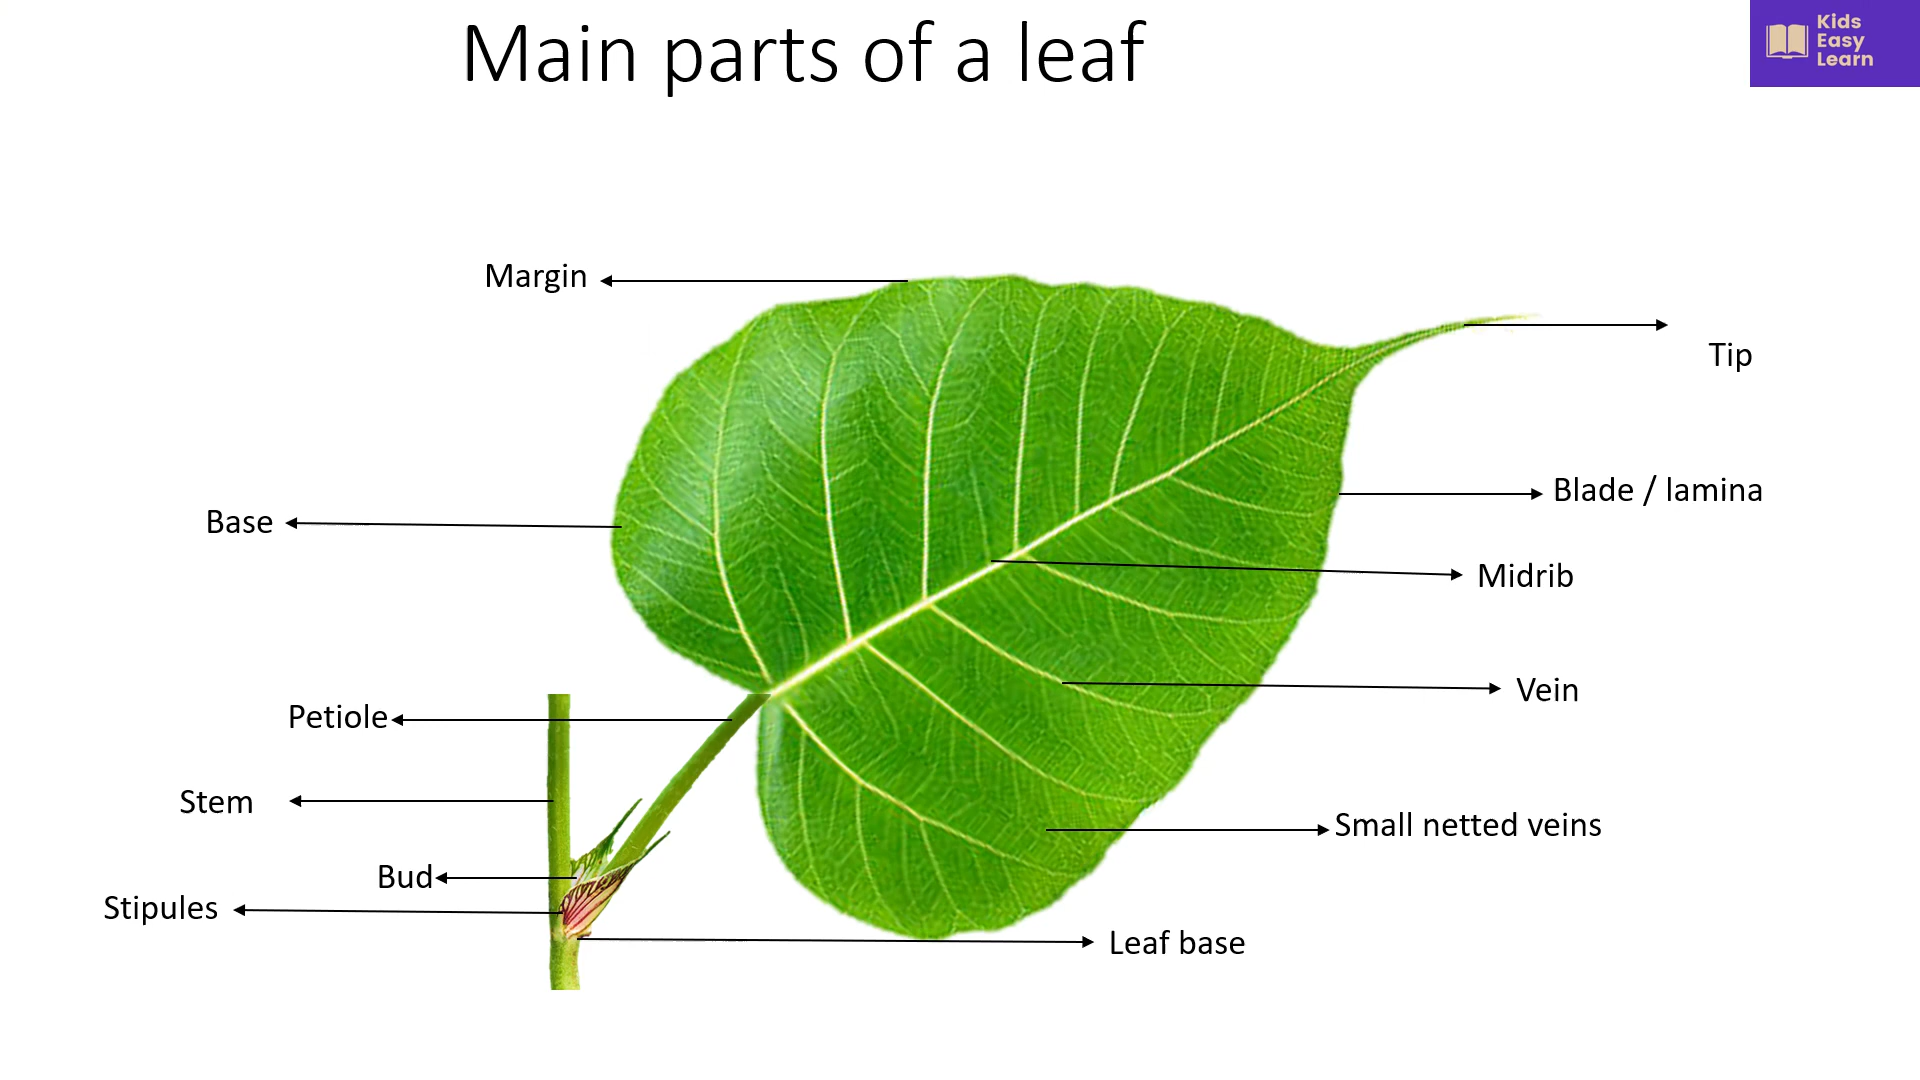 Main parts of a leaf
Kids
Easy
Learn
Margin
Tip
Blade / lamina
Base
Midrib
Vein
Petiole
Stem
Small netted veins
Bud
Stipules
Leaf base